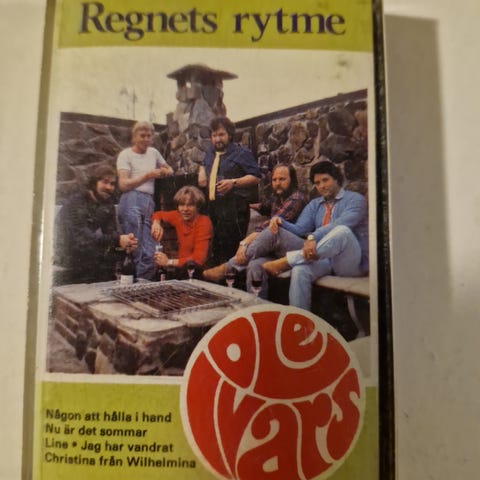 Regnets rytme
OLE
IVARS
Någon att hålla i hand
Nu är det sommar
Line • Jag har vandrat
Christina från Wilhelmina